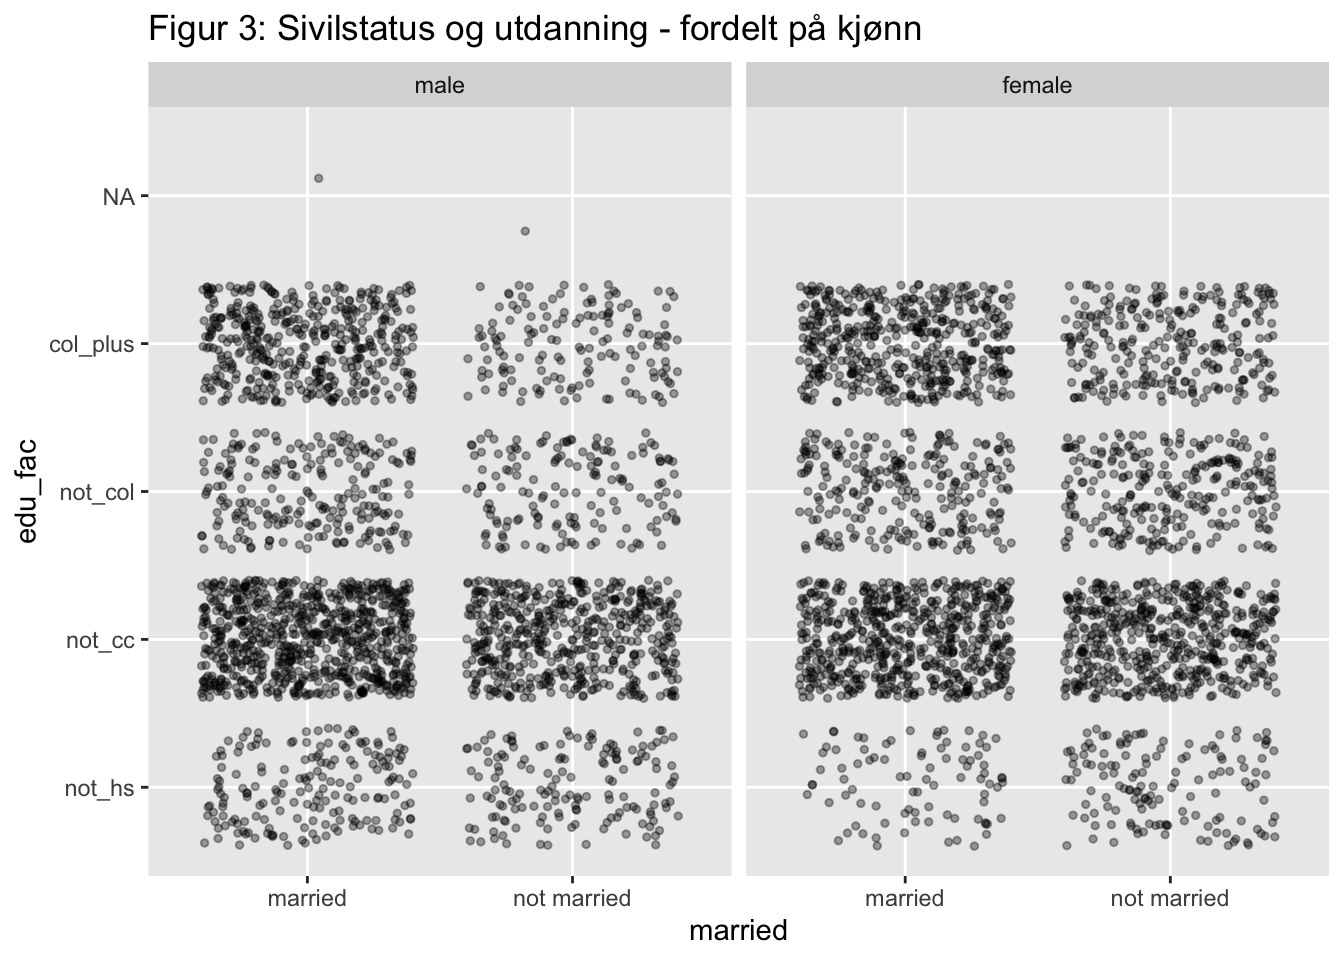 Figur 3: Sivilstatus og utdanning - fordelt på kjønn
male
female
NA
col_plus
not_col
not_cc
not_hs
edu_fac
married
not married
married
not married
married